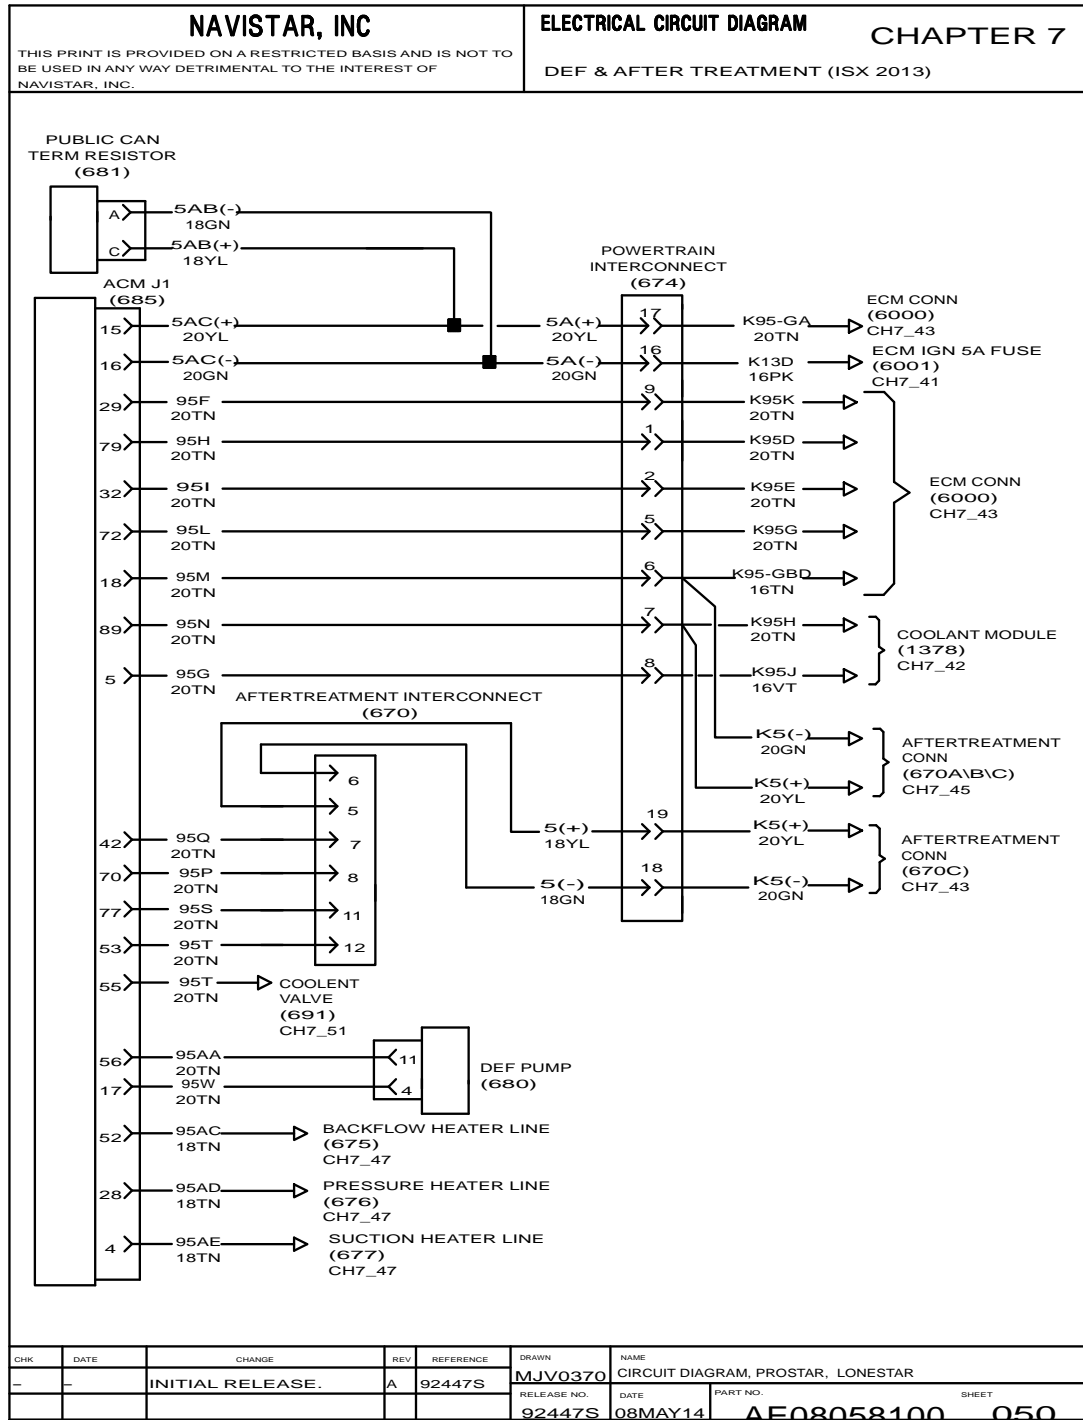 NAVISTAR, INC
THIS PRINT IS PROVIDED ON A RESTRICTED BASIS AND IS NOT TO
BE USED IN ANY WAY DETRIMENTAL TO THE INTEREST OF
NAVISTAR, INC.
ELECTRICAL CIRCUIT DIAGRAM
CHAPTER 7
DEF & AFTER TREATMENT (ISX 2013)
PUBLIC CAN
TERM RESISTOR
(681)
A 5AB(-)
18GN
C 5AB(+)
18YL
POWERTRAIN
INTERCONNECT
(674)
ACM J1
(685)
15 5AC(+) 5A(+) 17 K95-GA
20YL 20YL 20TN
ECM CONN
(6000)
CH7_43
16 5AC(-) 5A(-) 16 K13D
20GN 20GN 16PK
ECM IGN 5A FUSE
(6001)
CH7_41
29 95F 9 K95K
20TN 20TN
79 95H 1 K95D
20TN 20TN
32 95I 2 K95E
20TN 20TN
ECM CONN
(6000)
CH7_43
72 95L 5 K95G
20TN 20TN
18 95M 6 K95-GBD
20TN 16TN
89 95N 7 K95H
20TN 20TN
COOLANT MODULE
(1378)
CH7_42
5 95G 8 K95J
20TN 16VT
AFTERTREATMENT INTERCONNECT
(670)
K5(-)
20GN
AFTERTREATMENT
CONN
(670A\B\C)
CH7_45
6
K5(+)
20YL
5
5(+) 19 K5(+)
18YL 20YL
AFTERTREATMENT
CONN
(670C)
CH7_43
42 95Q 7
20TN
70 95P 8
20TN
5(-) 18 K5(-)
18GN 20GN
77 95S 11
20TN
53 95T 12
20TN
55 95T
20TN
COOLENT
VALVE
(691)
CH7_51
56 95AA 11
20TN
17 95W 4
20TN
DEF PUMP
(680)
52 95AC
18TN
BACKFLOW HEATER LINE
(675)
CH7_47
28 95AD
18TN
PRESSURE HEATER LINE
(676)
CH7_47
4 95AE
18TN
SUCTION HEATER LINE
(677)
CH7_47
CHK DATE CHANGE REV REFERENCE DRAWN NAME
- - INITIAL RELEASE. A 92447S MJV0370 CIRCUIT DIAGRAM, PROSTAR, LONESTAR
RELEASE NO. DATE PART NO. SHEET
92447S 08MAY14 AE08058100 050